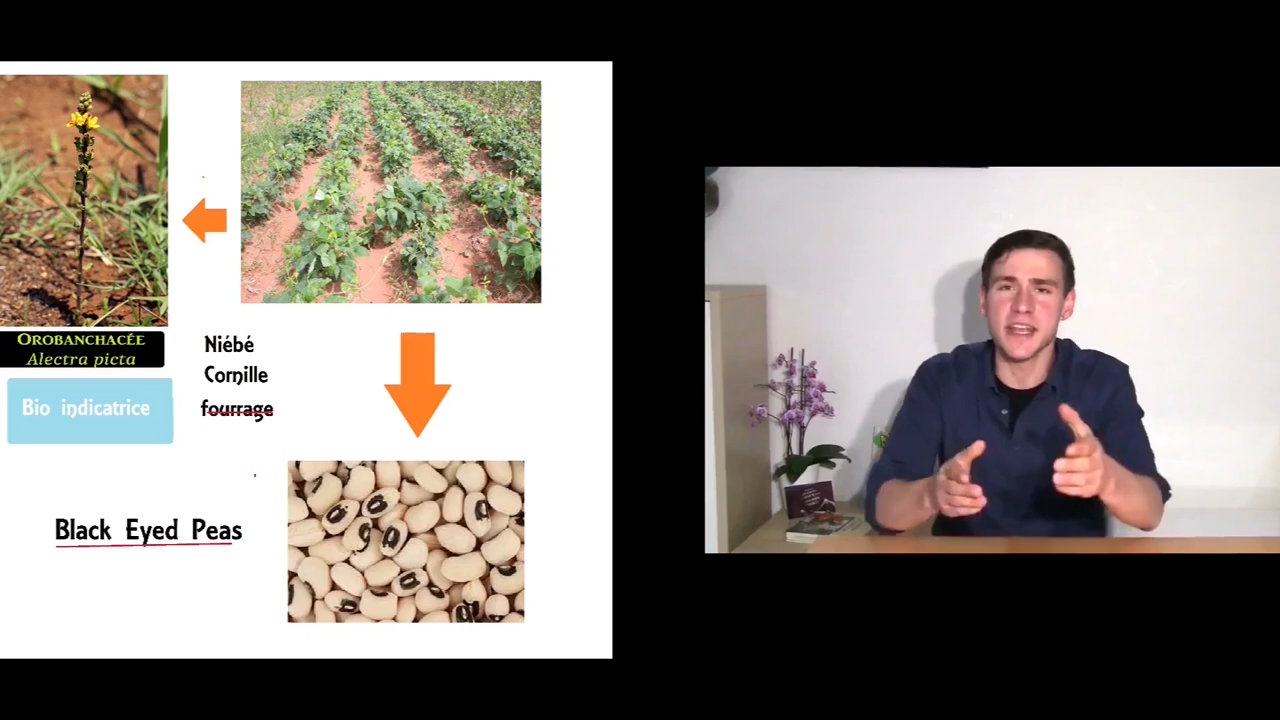 OROBANCHACÉE
Alectra picta
Bio indicatrice
Niébé
Cornille
fourrage
Black Eyed Peas